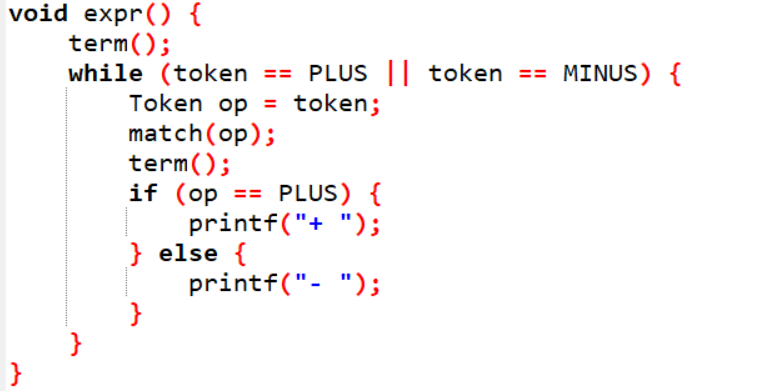 void expr() {
    term();
    while (token == PLUS || token == MINUS) {
        Token op = token;
        match(op);
        term();
        if (op == PLUS) {
            printf("+ ");
        } else {
            printf("- ");
        }
    }
}